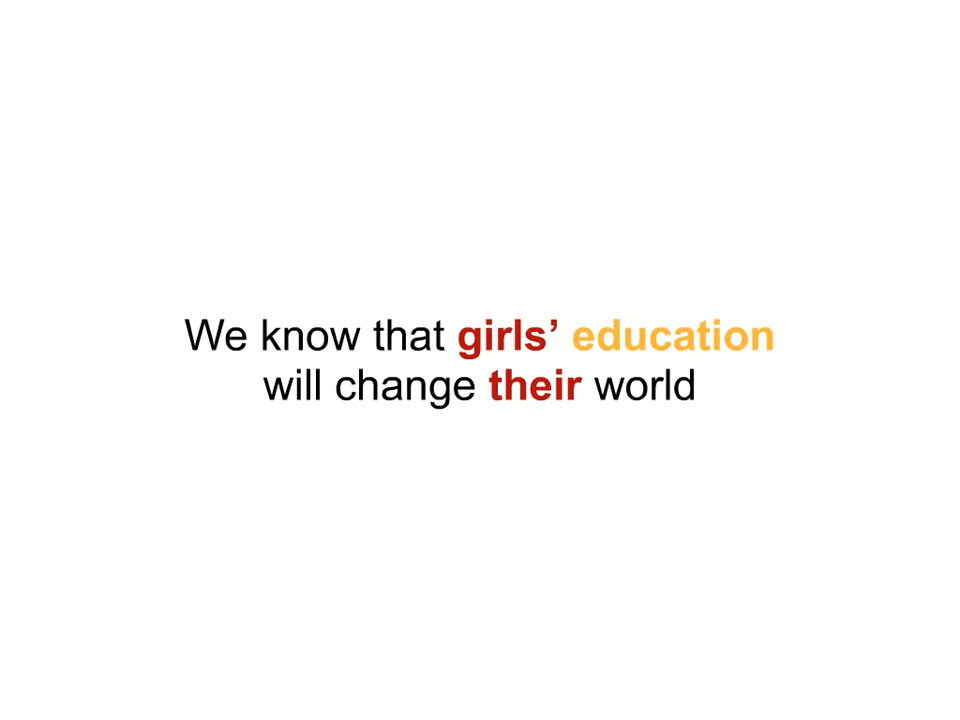 We know that girls’ education
will change their world